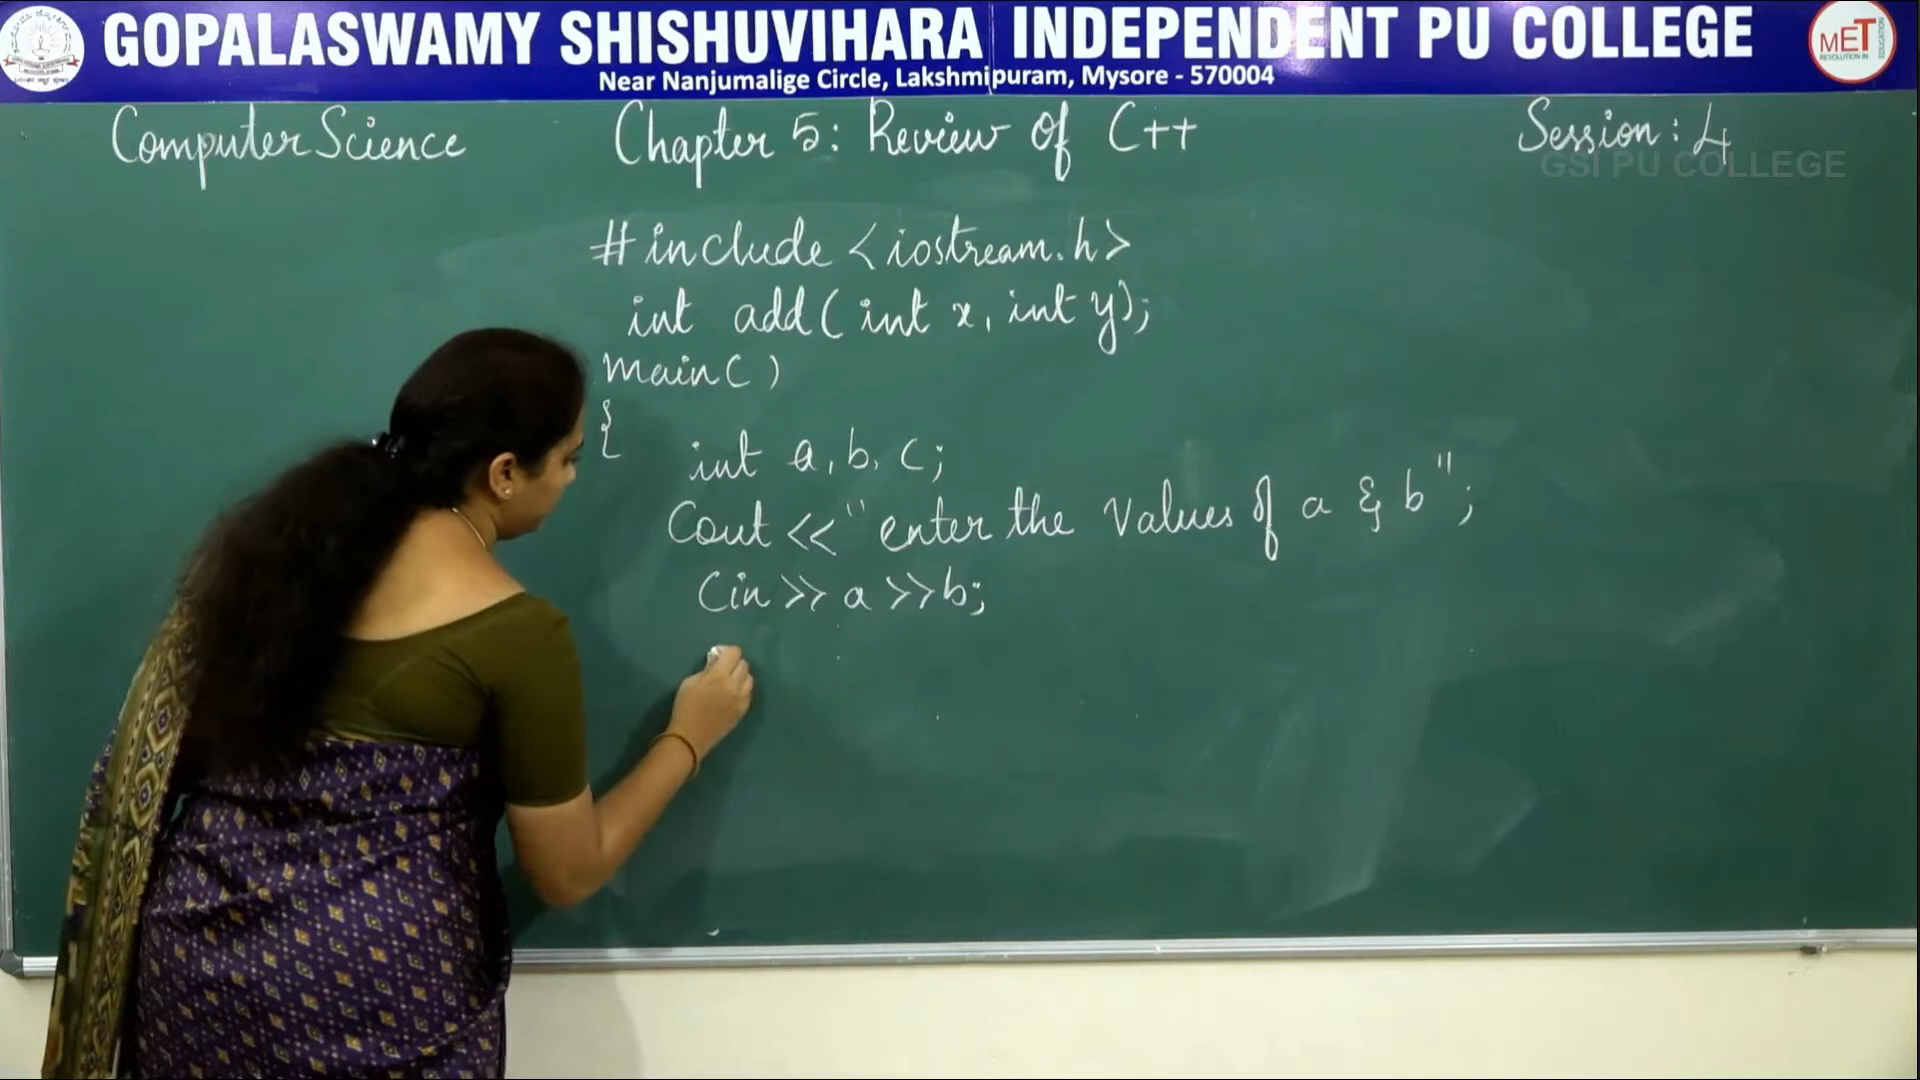 GOPALASWAMY SHISHUVIHARA INDEPENDENT PU COLLEGE
Near Nanjumalige Circle, Lakshmipuram, Mysore - 570004
MET
Computer Science Chapter 5: Review Of C++ Session: 4
GSI PU COLLEGE
#include <iostream.h>
int add( int x, int y);
main( )
{
int a, b, c;
Cout << " enter the values of a & b ";
Cin >> a >> b;